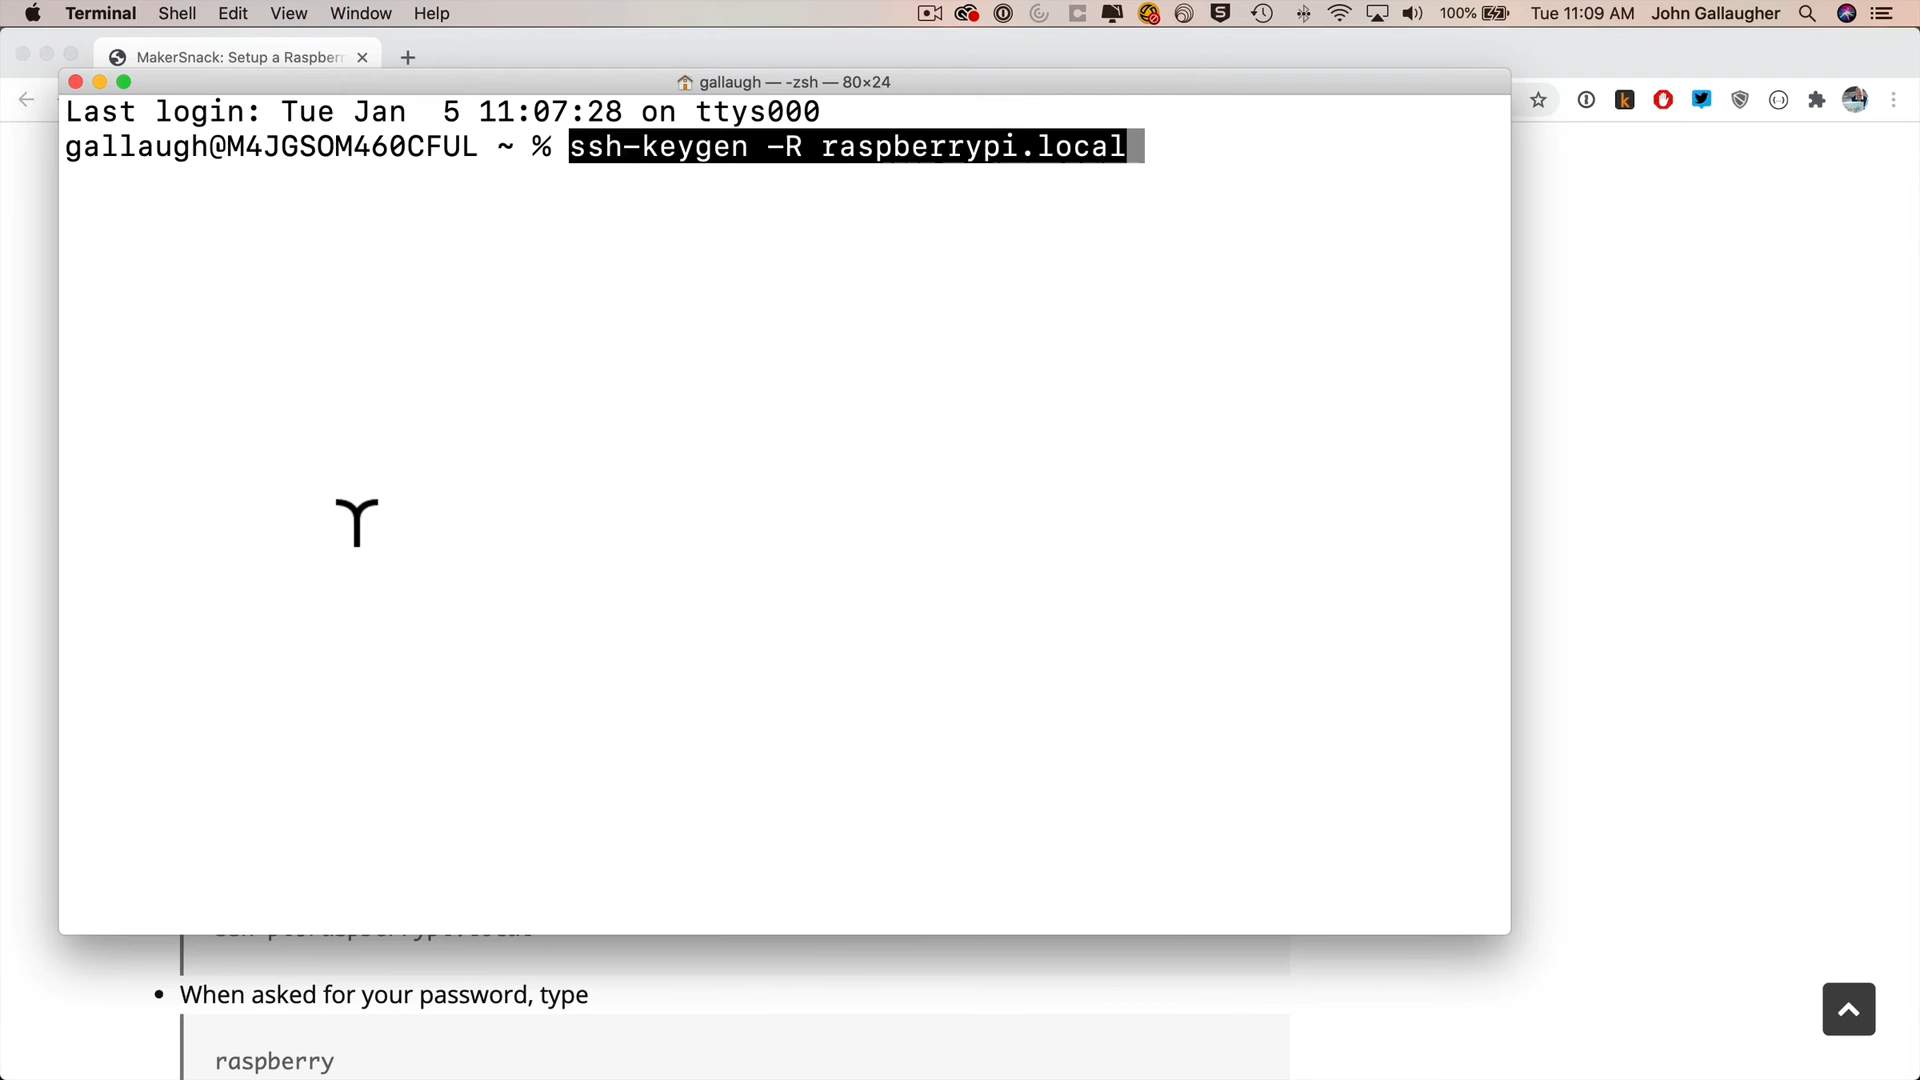 Terminal Shell Edit View Window Help 100% Tue 11:09 AM John Gallaugher
MakerSnack: Setup a Raspberr
gallaugh — -zsh — 80×24
Last login: Tue Jan  5 11:07:28 on ttys000
gallaugh@M4JGSOM460CFUL ~ % ssh-keygen -R raspberrypi.local
• When asked for your password, type
raspberry